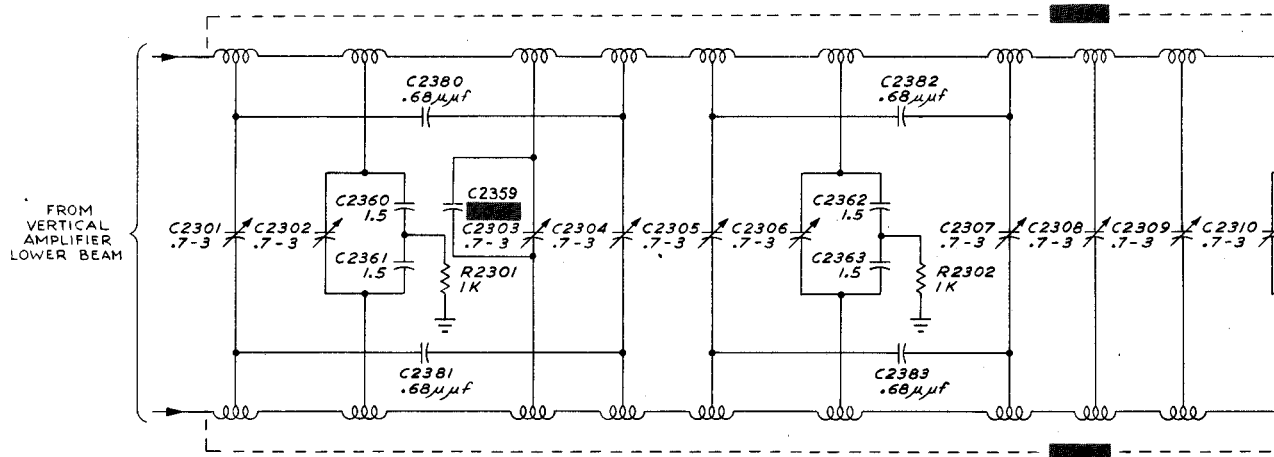 C2380
.68µµf
C2382
.68µµf
C2359
C2360
1.5
C2362
1.5
FROM
VERTICAL
AMPLIFIER
LOWER BEAM
C2301
.7-3
C2302
.7-3
C2303
.7-3
C2304
.7-3
C2305
.7-3
C2306
.7-3
C2307
.7-3
C2308
.7-3
C2309
.7-3
C2310
.7-3
C2361
1.5
R2301
1K
C2363
1.5
R2302
1K
C2381
.68µµf
C2383
.68µµf